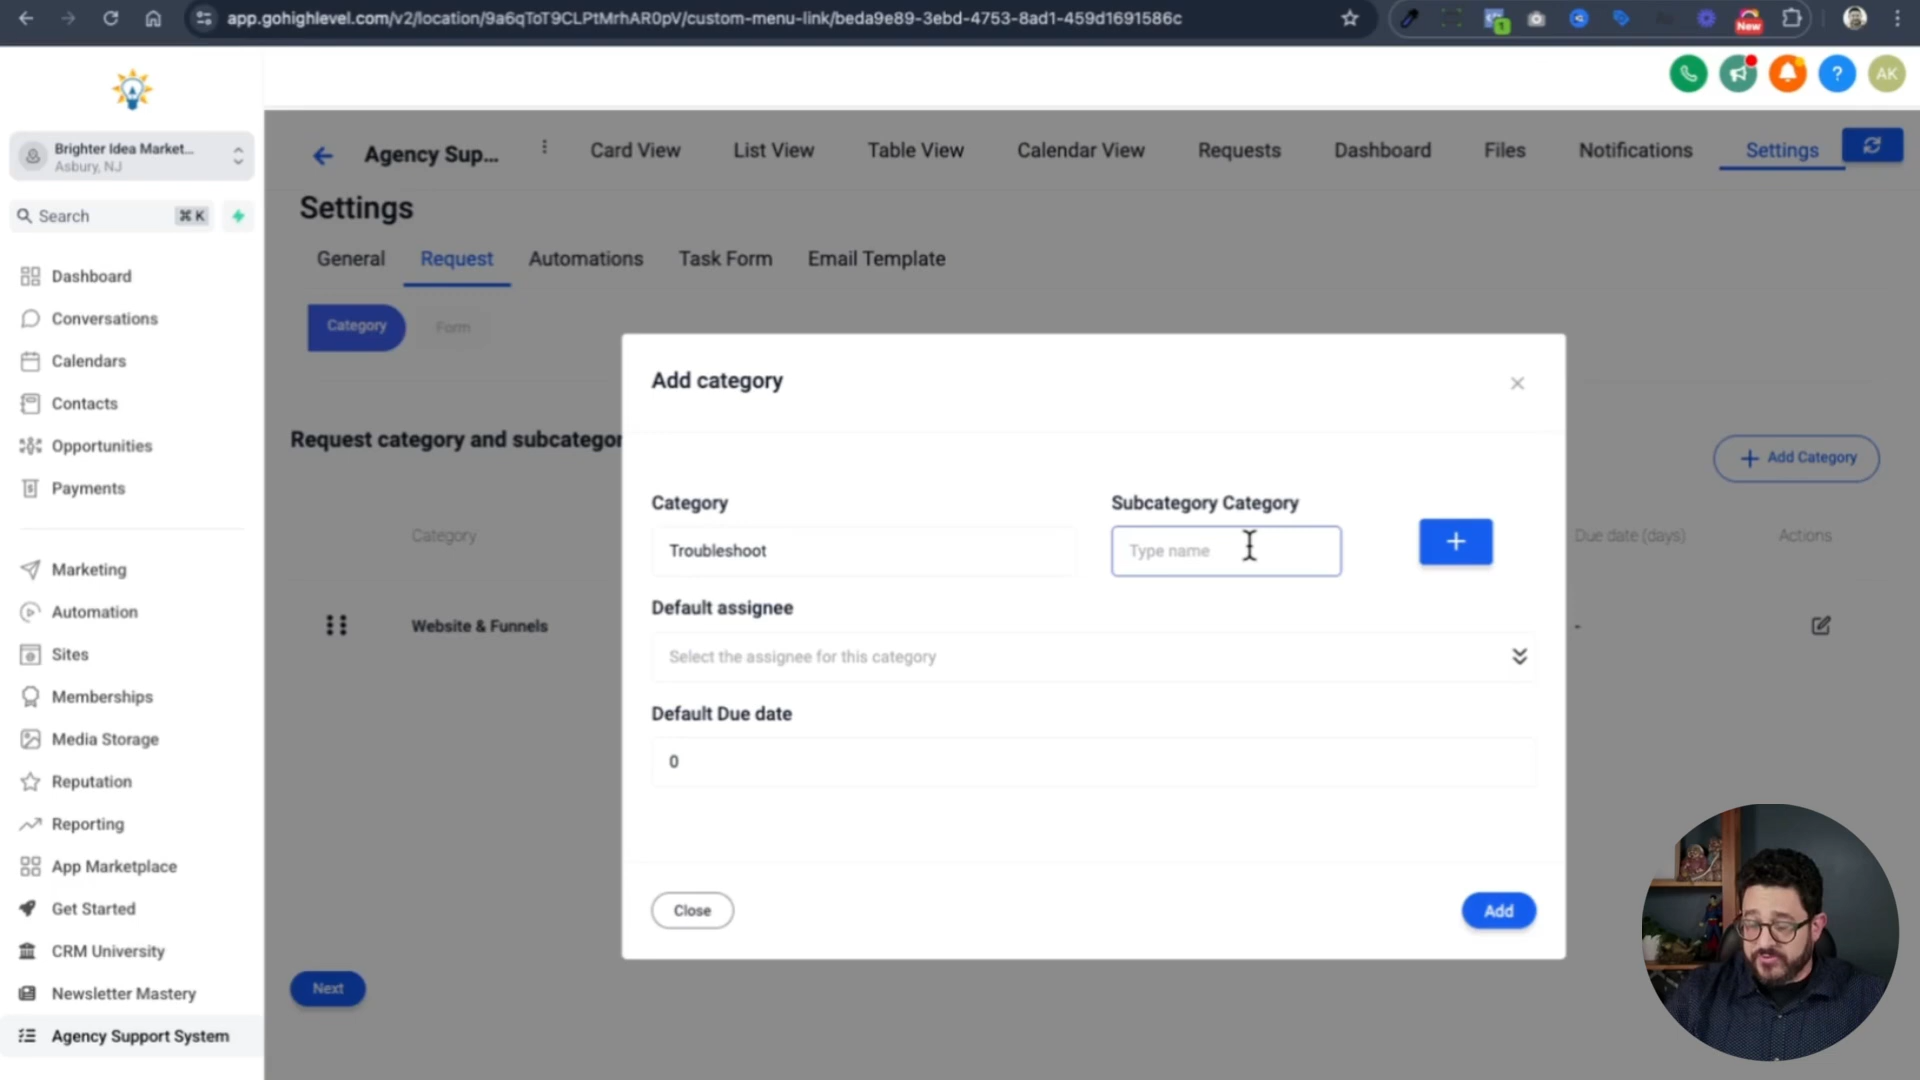 app.gohighlevel.com/v2/location/9a6qToT9CLPtMrhAR0pV/custom-menu-link/beda9e89-3ebd-4753-8ad1-459d1691586c
1
New
AK
Brighter Idea Market...
Asbury, NJ
Search ⌘ K
Dashboard
Conversations
Calendars
Contacts
Opportunities
Payments
Marketing
Automation
Sites
Memberships
Media Storage
Reputation
Reporting
App Marketplace
Get Started
CRM University
Newsletter Mastery
Agency Support System
Agency Sup... Card View List View Table View Calendar View Requests Dashboard Files Notifications Settings
Settings
General Request Automations Task Form Email Template
Category Form
Request category and subcategor
+ Add Category
Category Due date (days) Actions
Website & Funnels -
Next
Add category ×
Category Subcategory Category
Troubleshoot Type name +
Default assignee
Select the assignee for this category
Default Due date
0
Close Add